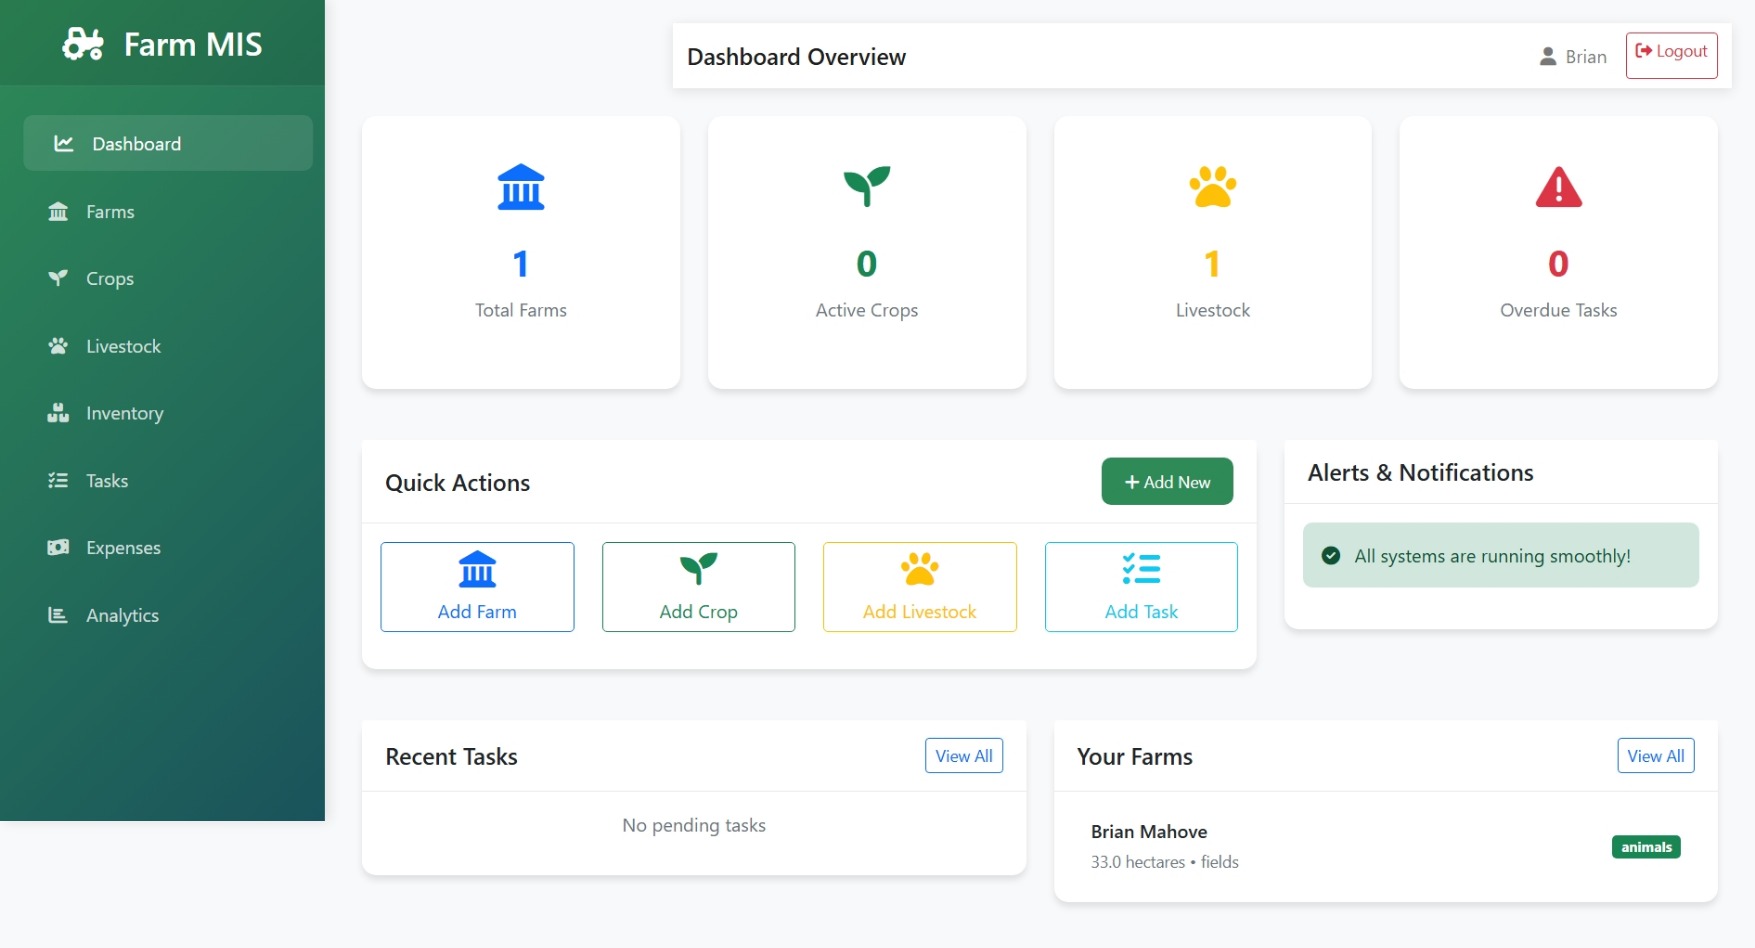 Farm MIS
Dashboard
Farms
Crops
Livestock
Inventory
Tasks
Expenses
Analytics
Dashboard Overview
Brian
Logout
1
Total Farms
0
Active Crops
1
Livestock
0
Overdue Tasks
Quick Actions
+ Add New
Add Farm
Add Crop
Add Livestock
Add Task
Alerts & Notifications
All systems are running smoothly!
Recent Tasks
View All
No pending tasks
Your Farms
View All
Brian Mahove
33.0 hectares • fields
animals